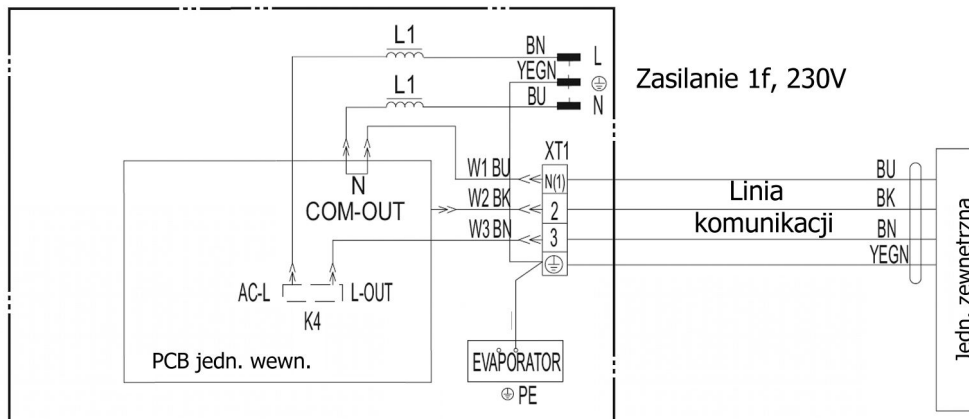 L1
BN
L
YEGN
Zasilanie 1f, 230V
L1
BU
N
XT1
W1 BU
N(1)
BU
N
COM-OUT
W2 BK
2
Linia
komunikacji
BK
W3 BN
3
BN
YEGN
Jedn. zewnętrzna
AC-L
L-OUT
K4
PCB jedn. wewn.
EVAPORATOR
PE